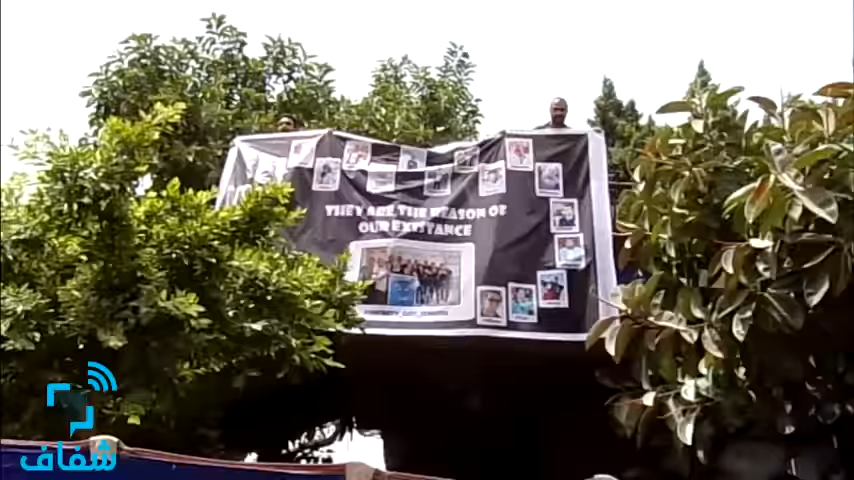 THEY ARE THE REASON OF
OUR EXISTANCE
شفاف